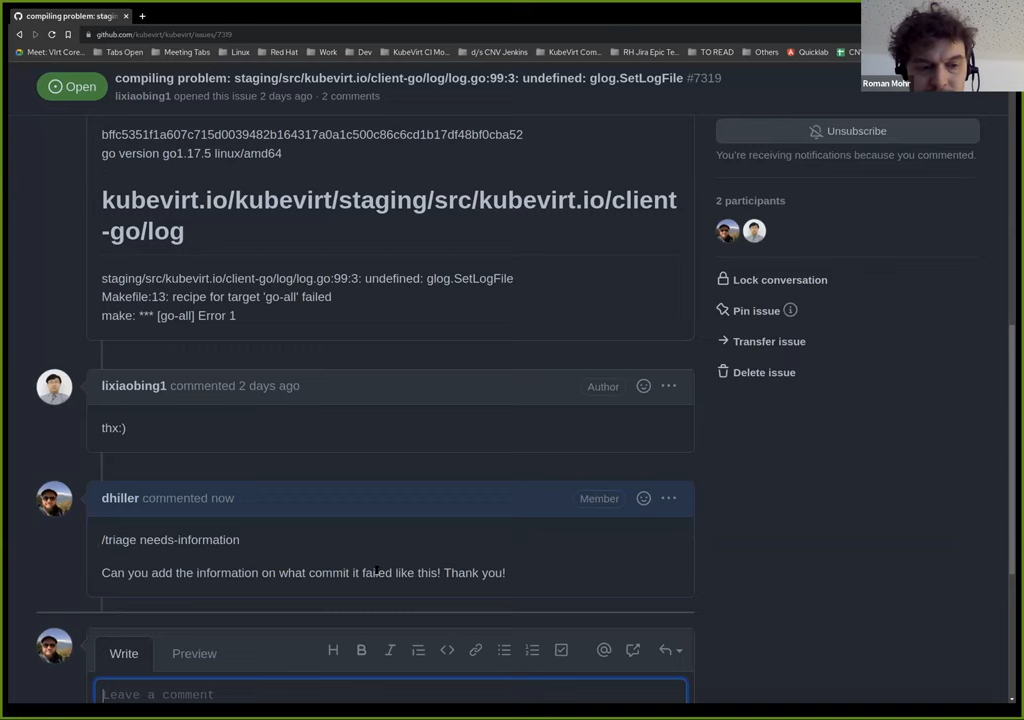 compiling problem: stagin
github.com/kubevirt/kubevirt/issues/7319
Meet: Virt Core... Tabs Open Meeting Tabs Linux Red Hat Work Dev KubeVirt CI Mo... d/s CNV Jenkins KubeVirt Com... RH Jira Epic Te... TO READ Others Quicklab CNV
Roman Mohr
Open
compiling problem: staging/src/kubevirt.io/client-go/log/log.go:99:3: undefined: glog.SetLogFile #7319
lixiaobing1 opened this issue 2 days ago · 2 comments
bffc5351f1a607c715d0039482b164317a0a1c500c86c6cd1b17df48bf0cba52
go version go1.17.5 linux/amd64
kubevirt.io/kubevirt/staging/src/kubevirt.io/client
-go/log
staging/src/kubevirt.io/client-go/log/log.go:99:3: undefined: glog.SetLogFile
Makefile:13: recipe for target 'go-all' failed
make: *** [go-all] Error 1
lixiaobing1 commented 2 days ago
Author
thx:)
dhiller commented now
Member
/triage needs-information
Can you add the information on what commit it failed like this! Thank you!
Write
Preview
Leave a comment
Unsubscribe
You're receiving notifications because you commented.
2 participants
Lock conversation
Pin issue
Transfer issue
Delete issue